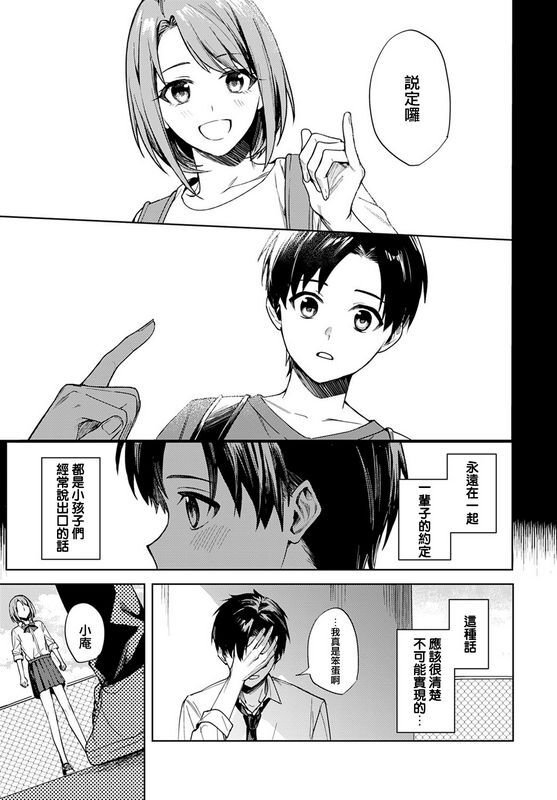 説定囉
永遠在一起
一輩子的約定
都是小孩子們
經常說出口的話
這種話
應該很清楚
不可能實現的…
…我真是笨蛋啊
小庵